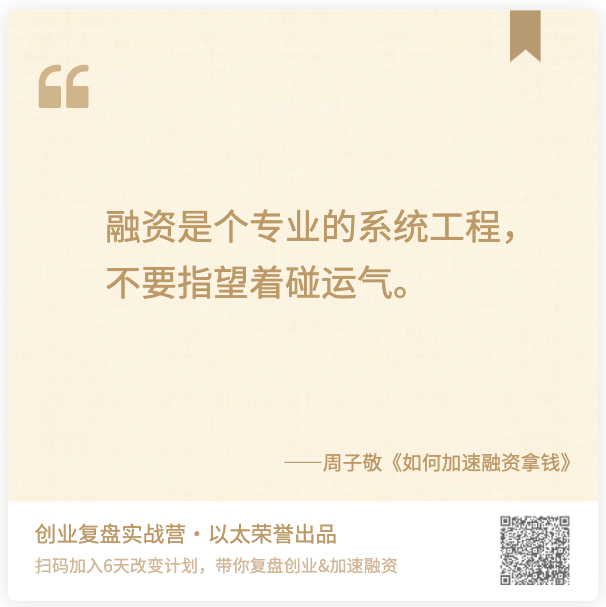 融资是个专业的系统工程，
不要指望着碰运气。
——周子敬《如何加速融资拿钱》
创业复盘实战营·以太荣誉出品
扫码加入6天改变计划，带你复盘创业&加速融资